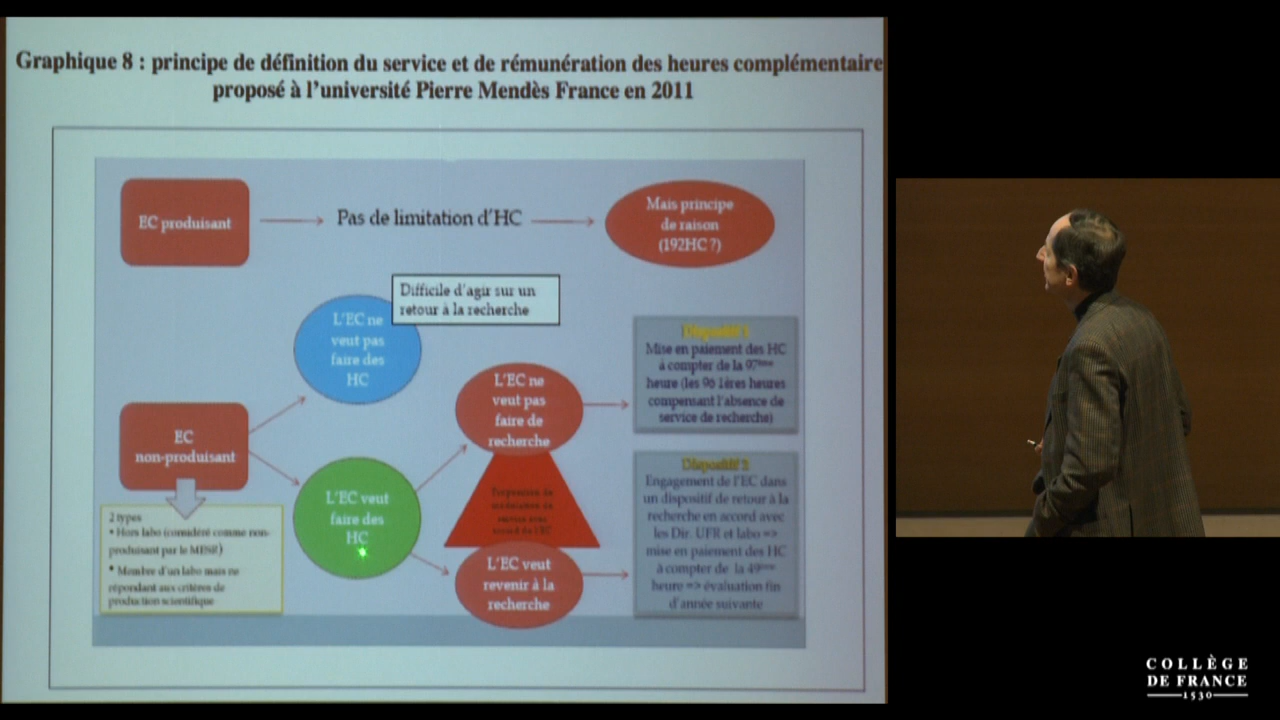 Graphique 8 : principe de définition du service et de rémunération des heures complémentaire
proposé à l'université Pierre Mendès France en 2011
EC produisant
Pas de limitation d'HC
Mais principe
de raison
(192HC ?)
L'EC ne
veut pas
faire des
HC
Difficile d'agir sur un
retour à la recherche
EC
non-produisant
L'EC veut
faire des
HC
2 types
• Hors labo (considéré comme non-
produisant par le MESR)
• Membre d'un labo mais ne
répondant aux critères de
production scientifique
L'EC ne
veut pas
faire de
recherche
L'EC veut
revenir à la
recherche
Dispositif 1
Mise en paiement des HC
à compter de la 97ème
heure (les 96 1ères heures
compensant l'absence de
service de recherche)
Dispositif 2
Engagement de l'EC dans
un dispositif de retour à la
recherche en accord avec
les Dir. UFR et labo =>
mise en paiement des HC
à compter de la 49ème
heure => évaluation fin
d'année suivante
COLLÈGE
DE FRANCE
1530